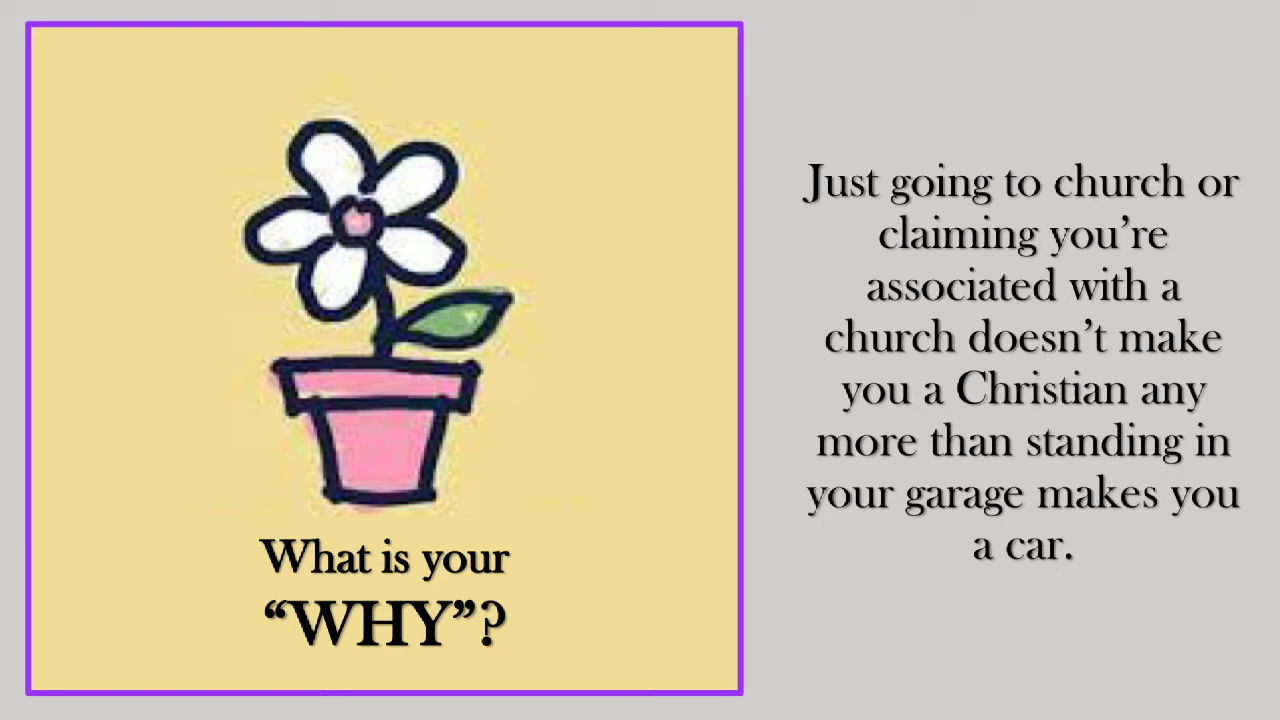 What is your
“WHY”?
Just going to church or
claiming you’re
associated with a
church doesn’t make
you a Christian any
more than standing in
your garage makes you
a car.